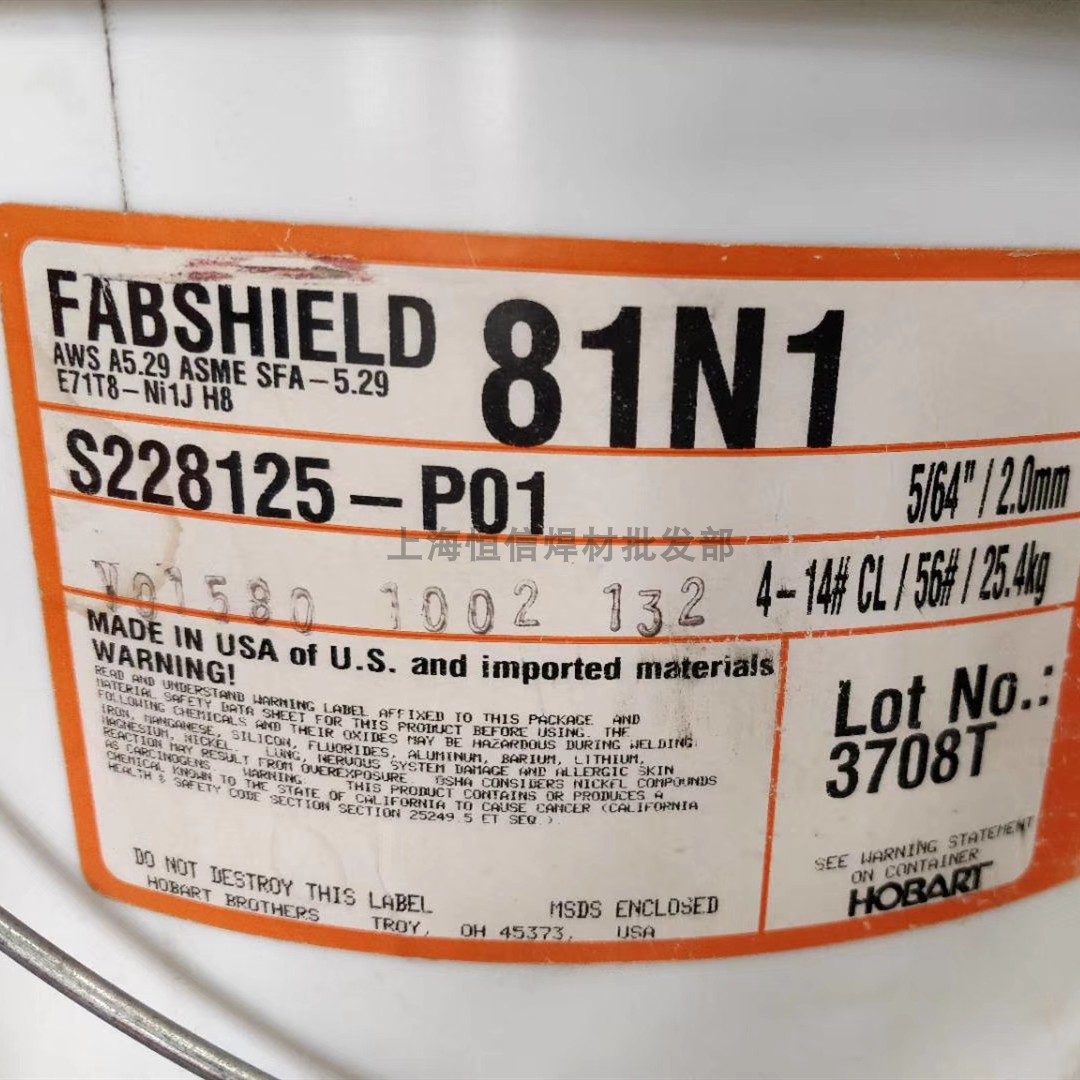 FABSHIELD 81N1
AWS A5.29 ASME SFA-5.29
E71T8-Ni1J H8
S228125-P01
5/64" / 2.0mm
上海恒信焊材批发部
V01580 1002 132
4-14# CL / 56# / 25.4kg
MADE IN USA of U.S. and imported materials
WARNING!
READ AND UNDERSTAND WARNING LABEL AFFIXED TO THIS PACKAGE AND
MATERIAL SAFETY DATA SHEET FOR THIS PRODUCT BEFORE USING. THE
FOLLOWING CHEMICALS AND THEIR OXIDES MAY BE HAZARDOUS DURING WELDING:
IRON, MANGANESE, SILICON, FLUORIDES, ALUMINUM, BARIUM, LITHIUM,
MAGNESIUM, NICKEL. LUNG, NERVOUS SYSTEM DAMAGE AND ALLERGIC SKIN
REACTION MAY RESULT FROM OVEREXPOSURE OSHA CONSIDERS NICKEL COMPOUNDS
AS CARCINOGENS WARNING. THIS PRODUCT CONTAINS OR PRODUCES A
CHEMICAL KNOWN TO THE STATE OF CALIFORNIA TO CAUSE CANCER (CALIFORNIA
HEALTH & SAFETY CODE SECTION SECTION 25249.5 ET SEQ.).
Lot No.:
3708T
DO NOT DESTROY THIS LABEL
HOBART BROTHERS TROY, OH 45373, USA
MSDS ENCLOSED
SEE WARNING STATEMENT
ON CONTAINER
HOBART